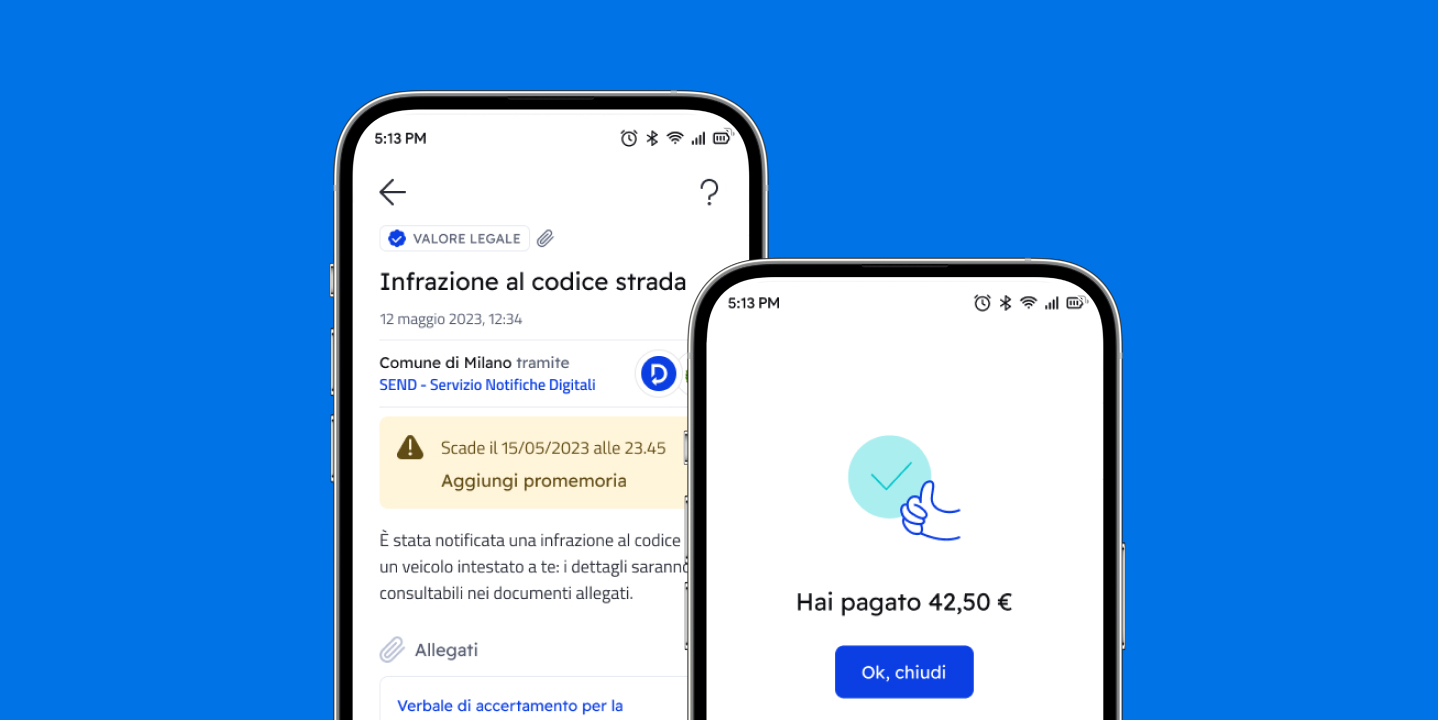 5:13 PM
VALORE LEGALE
Infrazione al codice strada
12 maggio 2023, 12:34
Comune di Milano tramite
SEND - Servizio Notifiche Digitali
Scade il 15/05/2023 alle 23.45
Aggiungi promemoria
È stata notificata una infrazione al codice
un veicolo intestato a te: i dettagli saranno
consultabili nei documenti allegati.
Allegati
Verbale di accertamento per la
5:13 PM
Hai pagato 42,50 €
Ok, chiudi